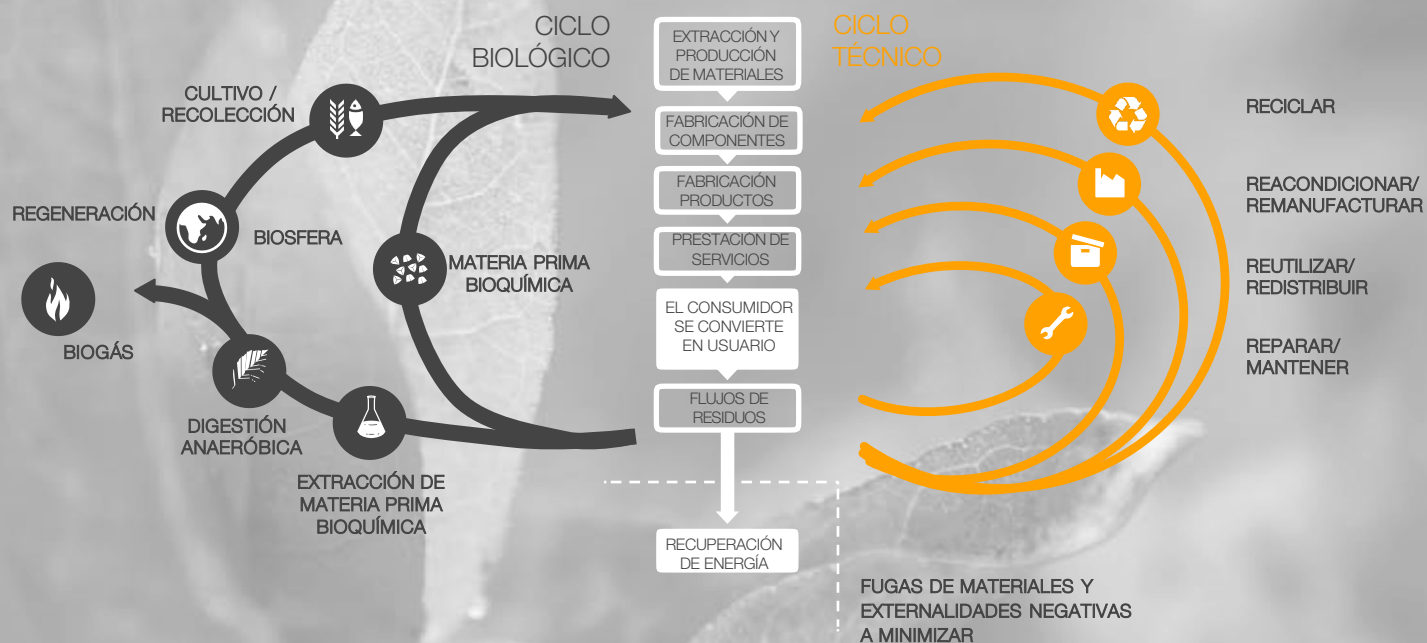 CICLO
BIOLÓGICO
EXTRACCIÓN Y
PRODUCCIÓN
DE MATERIALES
CICLO
TÉCNICO
CULTIVO /
RECOLECCIÓN
FABRICACIÓN DE
COMPONENTES
RECICLAR
REGENERACIÓN
BIOSFERA
FABRICACIÓN
PRODUCTOS
REACONDICIONAR/
REMANUFACTURAR
MATERIA PRIMA
BIOQUÍMICA
PRESTACIÓN DE
SERVICIOS
REUTILIZAR/
REDISTRIBUIR
BIOGÁS
EL CONSUMIDOR
SE CONVIERTE
EN USUARIO
REPARAR/
MANTENER
DIGESTIÓN
ANAERÓBICA
FLUJOS DE
RESIDUOS
EXTRACCIÓN DE
MATERIA PRIMA
BIOQUÍMICA
RECUPERACIÓN
DE ENERGÍA
FUGAS DE MATERIALES Y
EXTERNALIDADES NEGATIVAS
A MINIMIZAR